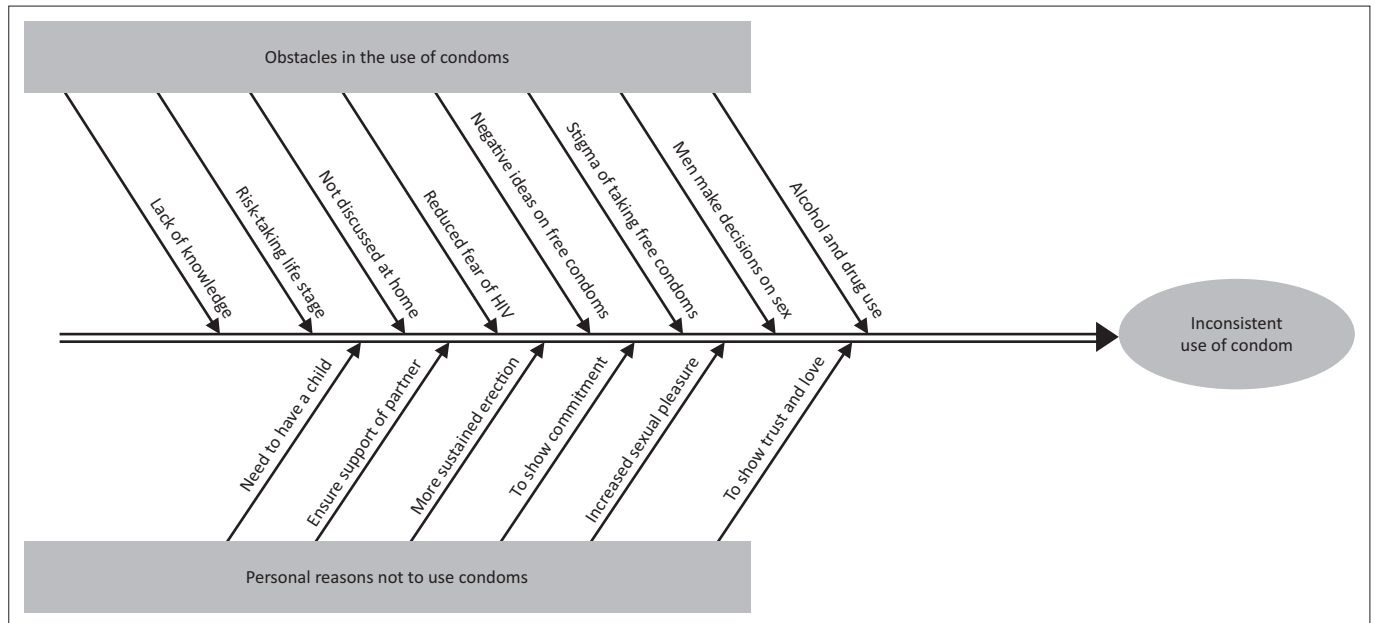 Obstacles in the use of condoms
Lack of knowledge
Risk-taking life stage
Not discussed at home
Reduced fear of HIV
Negative ideas on free condoms
Stigma of taking free condoms
Men make decisions on sex
Alcohol and drug use
Inconsistent
use of condom
Need to have a child
Ensure support of partner
More sustained erection
To show commitment
Increased sexual pleasure
To show trust and love
Personal reasons not to use condoms